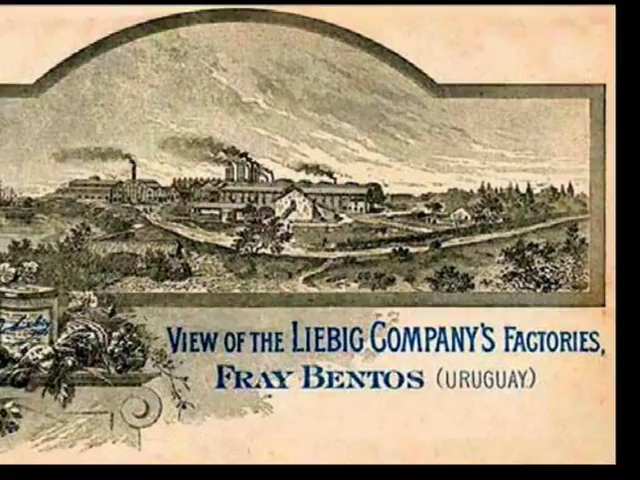 VIEW OF THE LIEBIG COMPANY'S FACTORIES,
FRAY BENTOS (URUGUAY)